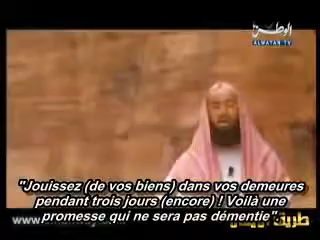 الوطن
ALWATAN TV
"Jouissez (de vos biens) dans vos demeures
pendant trois jours (encore) ! Voilà une
promesse qui ne sera pas démentie"